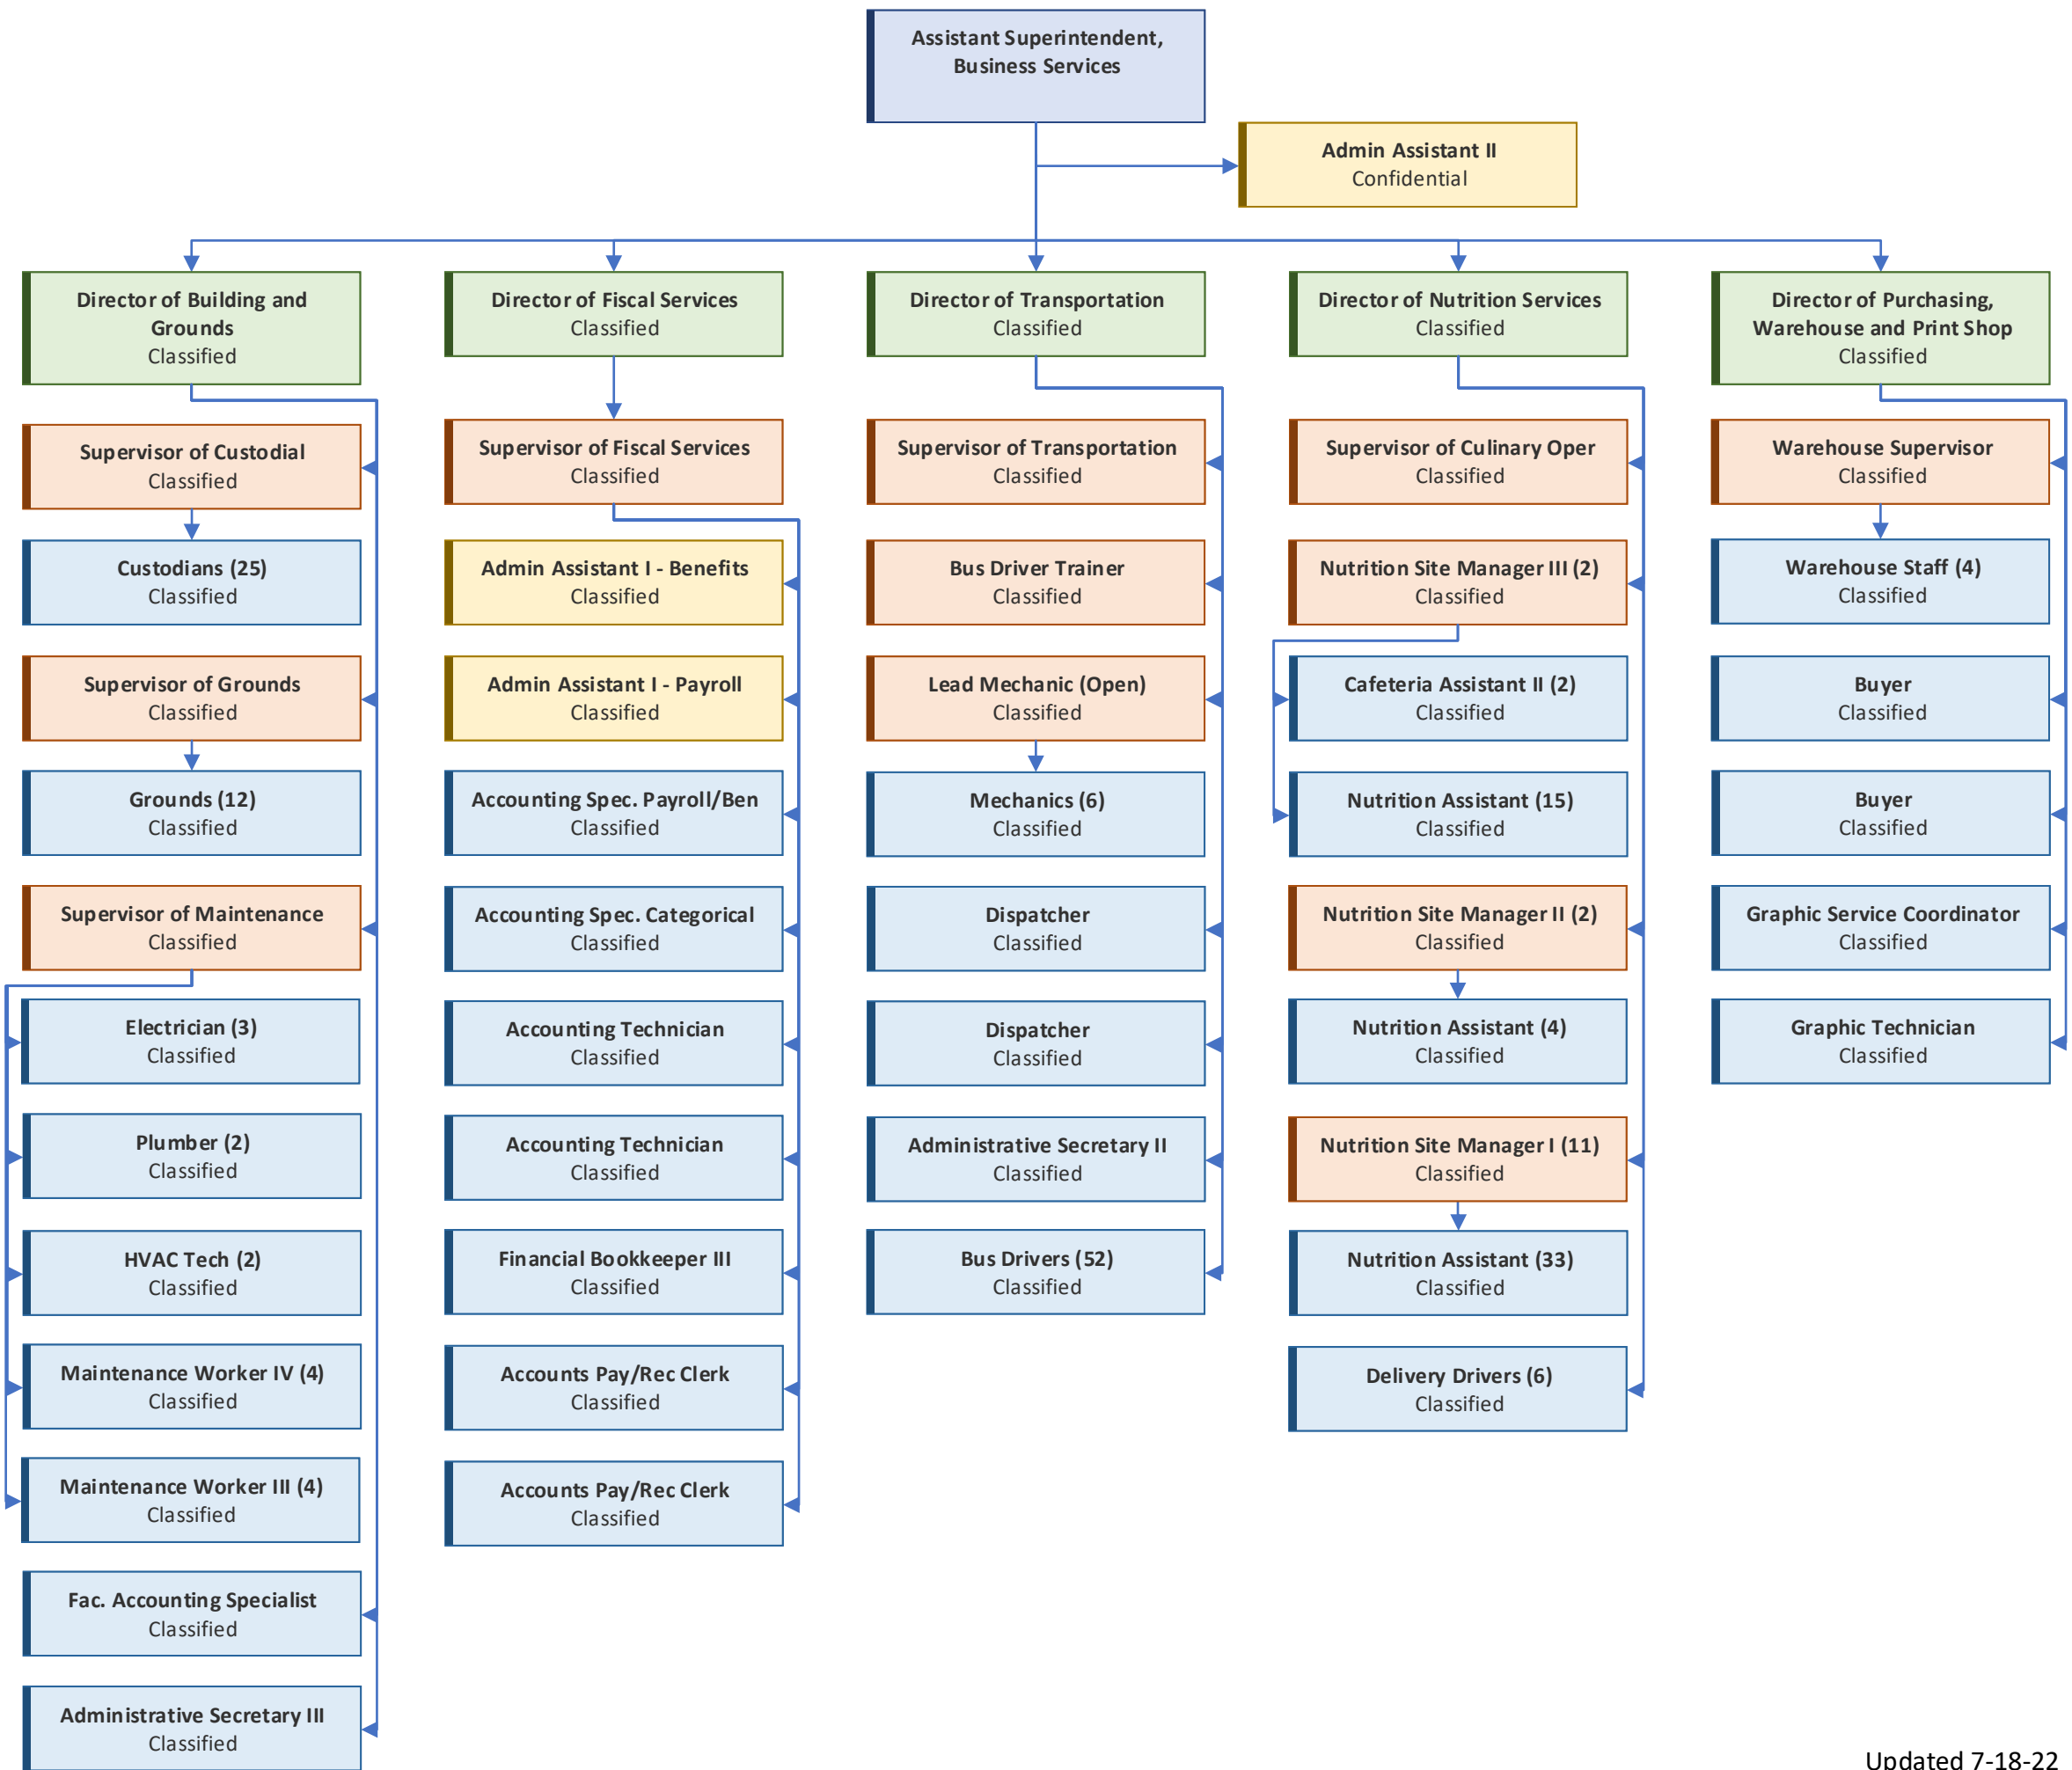 Assistant Superintendent,
Business Services
Admin Assistant II
Confidential
Director of Building and
Grounds
Classified
Supervisor of Custodial
Classified
Custodians (25)
Classified
Supervisor of Grounds
Classified
Grounds (12)
Classified
Supervisor of Maintenance
Classified
Electrician (3)
Classified
Plumber (2)
Classified
HVAC Tech (2)
Classified
Maintenance Worker IV (4)
Classified
Maintenance Worker III (4)
Classified
Fac. Accounting Specialist
Classified
Administrative Secretary III
Classified
Director of Fiscal Services
Classified
Supervisor of Fiscal Services
Classified
Admin Assistant I - Benefits
Classified
Admin Assistant I - Payroll
Classified
Accounting Spec. Payroll/Ben
Classified
Accounting Spec. Categorical
Classified
Accounting Technician
Classified
Accounting Technician
Classified
Financial Bookkeeper III
Classified
Accounts Pay/Rec Clerk
Classified
Accounts Pay/Rec Clerk
Classified
Director of Transportation
Classified
Supervisor of Transportation
Classified
Bus Driver Trainer
Classified
Lead Mechanic (Open)
Classified
Mechanics (6)
Classified
Dispatcher
Classified
Dispatcher
Classified
Administrative Secretary II
Classified
Bus Drivers (52)
Classified
Director of Nutrition Services
Classified
Supervisor of Culinary Oper
Classified
Nutrition Site Manager III (2)
Classified
Cafeteria Assistant II (2)
Classified
Nutrition Assistant (15)
Classified
Nutrition Site Manager II (2)
Classified
Nutrition Assistant (4)
Classified
Nutrition Site Manager I (11)
Classified
Nutrition Assistant (33)
Classified
Delivery Drivers (6)
Classified
Director of Purchasing,
Warehouse and Print Shop
Classified
Warehouse Supervisor
Classified
Warehouse Staff (4)
Classified
Buyer
Classified
Buyer
Classified
Graphic Service Coordinator
Classified
Graphic Technician
Classified
Updated 7-18-22